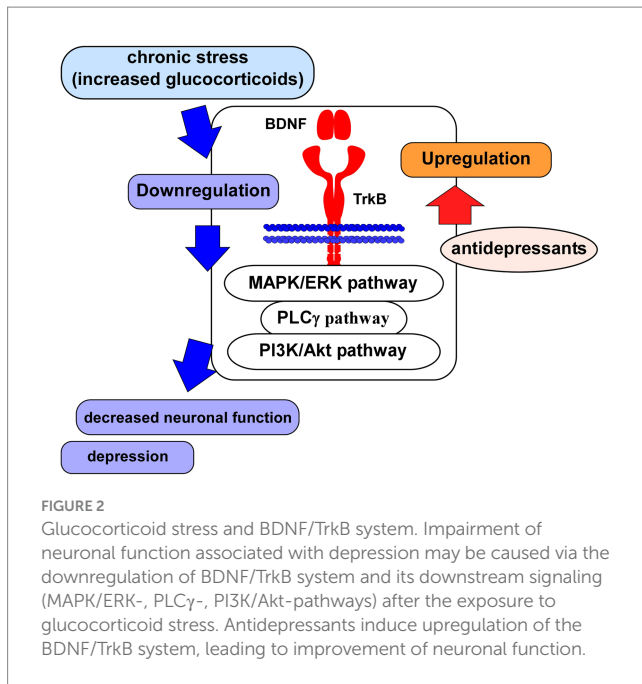 chronic stress
(increased glucocorticoids)
BDNF
Upregulation
Downregulation
TrkB
antidepressants
MAPK/ERK pathway
PLCγ pathway
PI3K/Akt pathway
decreased neuronal function
depression
FIGURE 2
Glucocorticoid stress and BDNF/TrkB system. Impairment of
neuronal function associated with depression may be caused via the
downregulation of BDNF/TrkB system and its downstream signaling
(MAPK/ERK-, PLCγ-, PI3K/Akt-pathways) after the exposure to
glucocorticoid stress. Antidepressants induce upregulation of the
BDNF/TrkB system, leading to improvement of neuronal function.